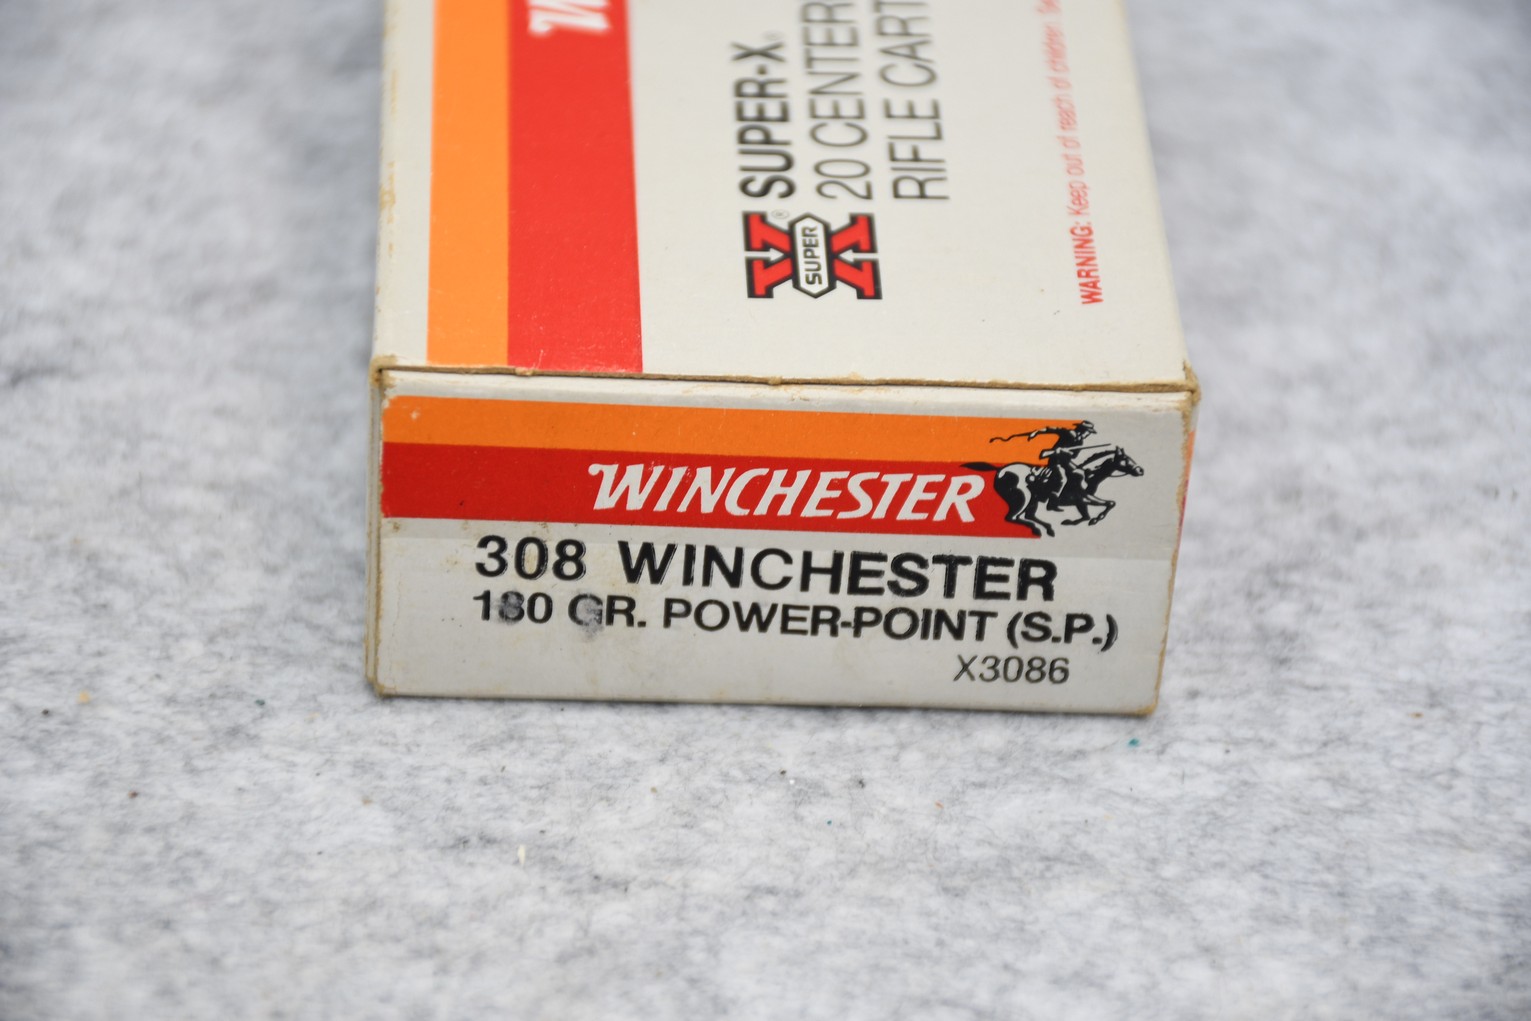 W
SUPER-X®
20 CENTER
RIFLE CART
X SUPER ®
WARNING: Keep out of reach of children.
WINCHESTER
308 WINCHESTER
180 GR. POWER-POINT (S.P.)
X3086